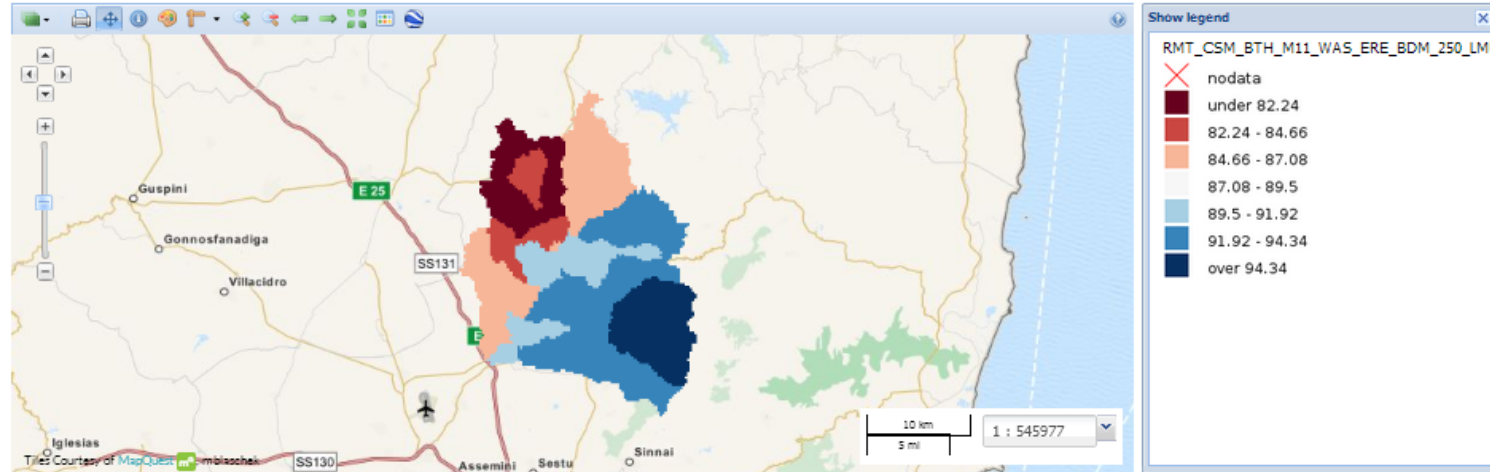 Show legend
RMT_CSM_BTH_M11_WAS_ERE_BDM_250_LM
nodata
under 82.24
82.24 - 84.66
84.66 - 87.08
87.08 - 89.5
89.5 - 91.92
91.92 - 94.34
over 94.34
Guspini
E 25
Gonnosfanadiga
SS131
Villacidro
E
10 km
5 mi
1 : 545977
Iglesias
Sinnai
Tiles Courtesy of MapQuest mblaschek
SS130
Assemini
Sestu